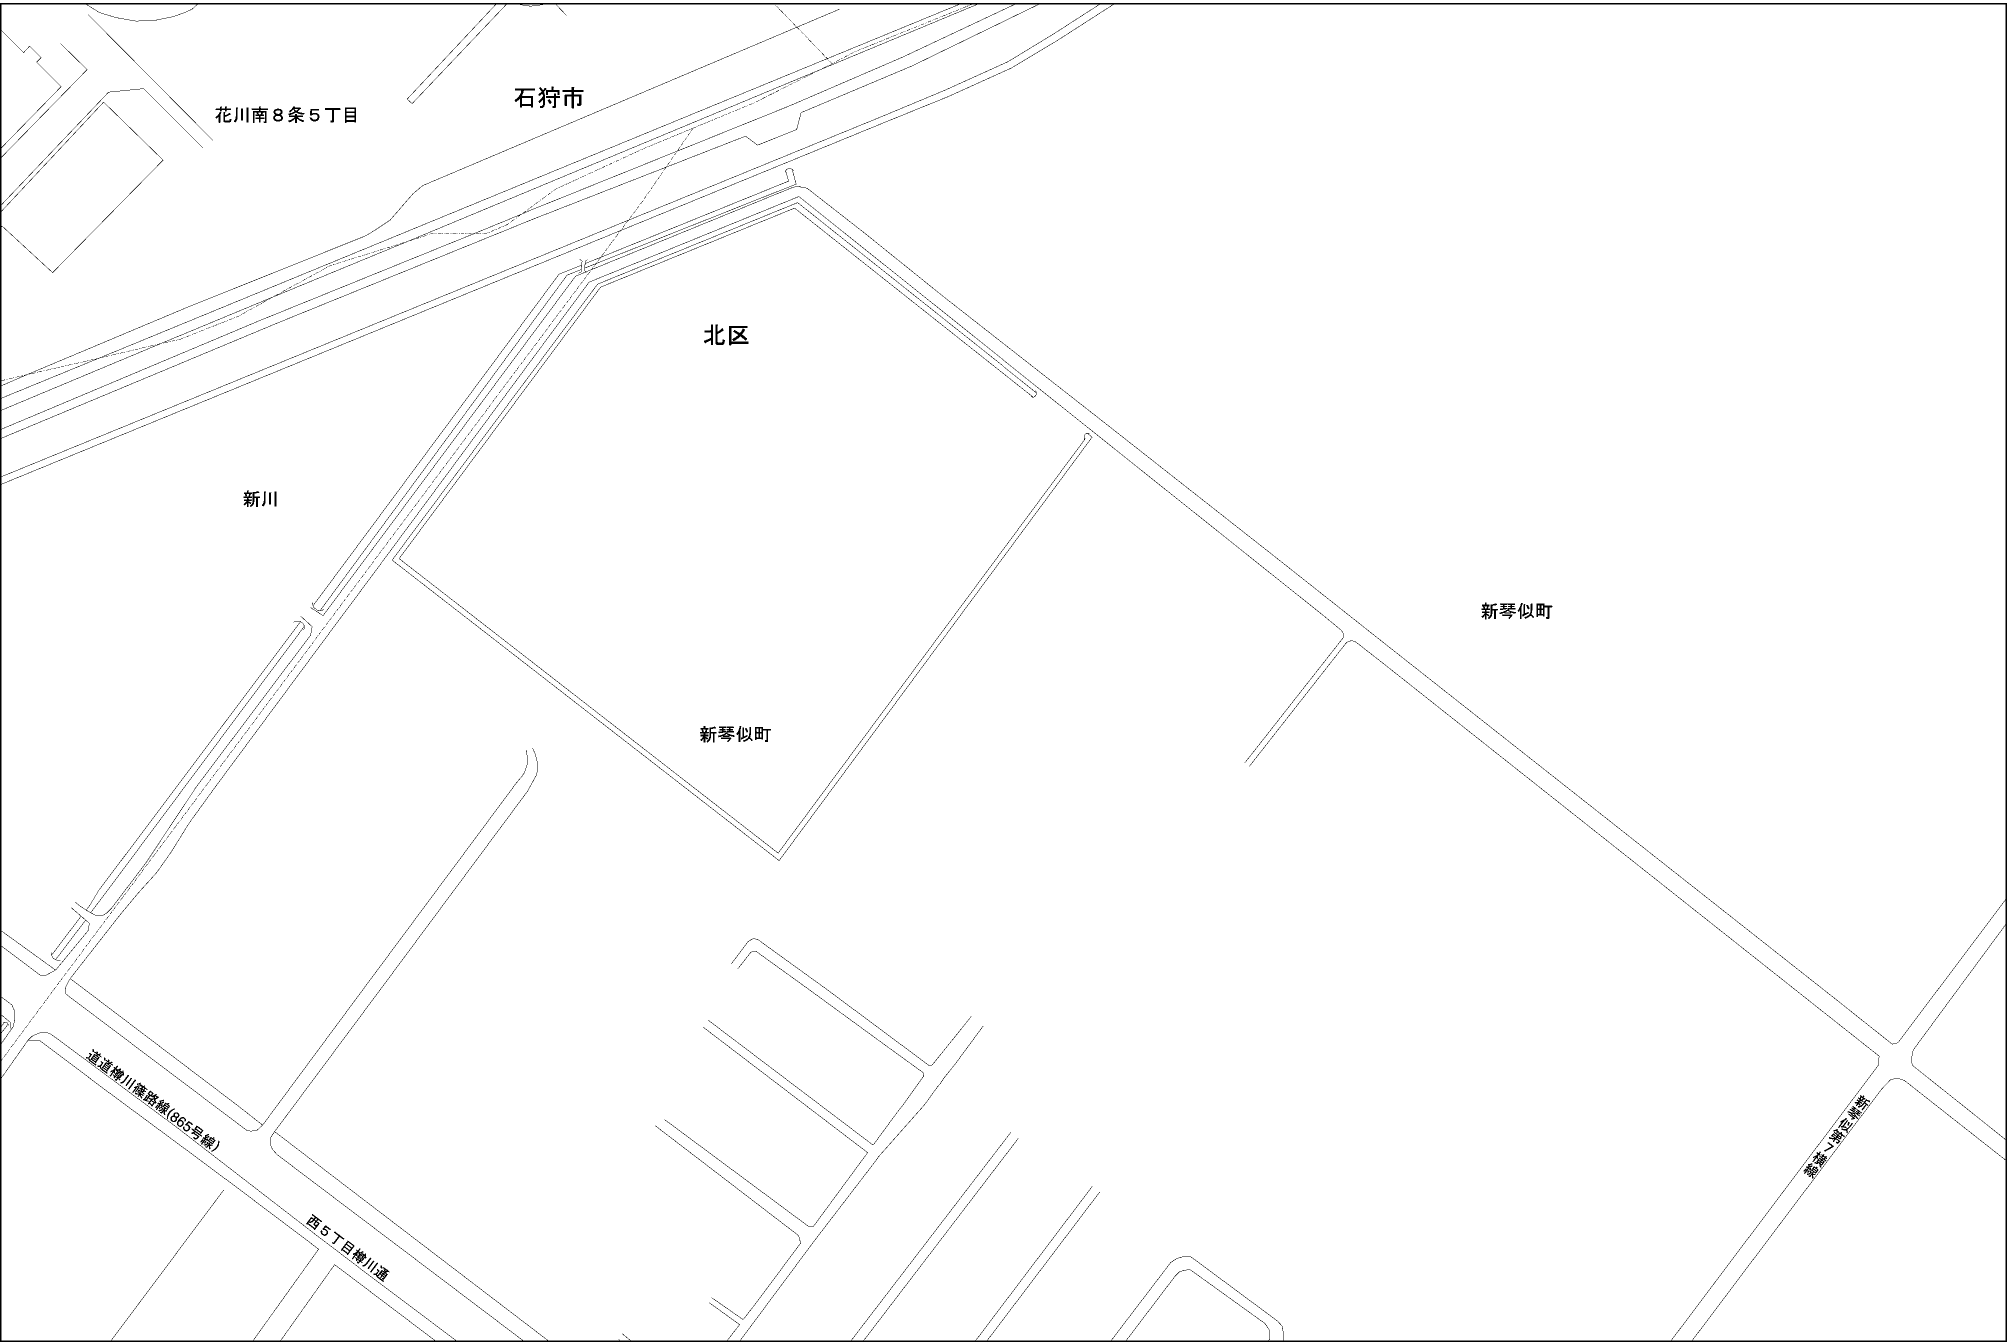 石狩市
花川南８条５丁目
北区
新川
新琴似町
新琴似町
道道樽川篠路線(865号線)
新琴似第７横線
西５丁目樽川通